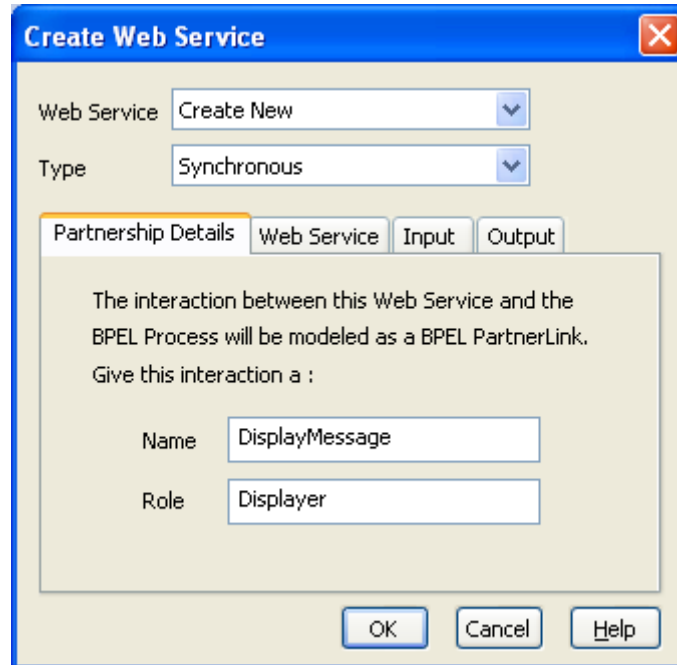 Create Web Service
Web Service Create New
Type Synchronous
Partnership Details Web Service Input Output
The interaction between this Web Service and the
BPEL Process will be modeled as a BPEL PartnerLink.
Give this interaction a :
Name DisplayMessage
Role Displayer
OK Cancel Help